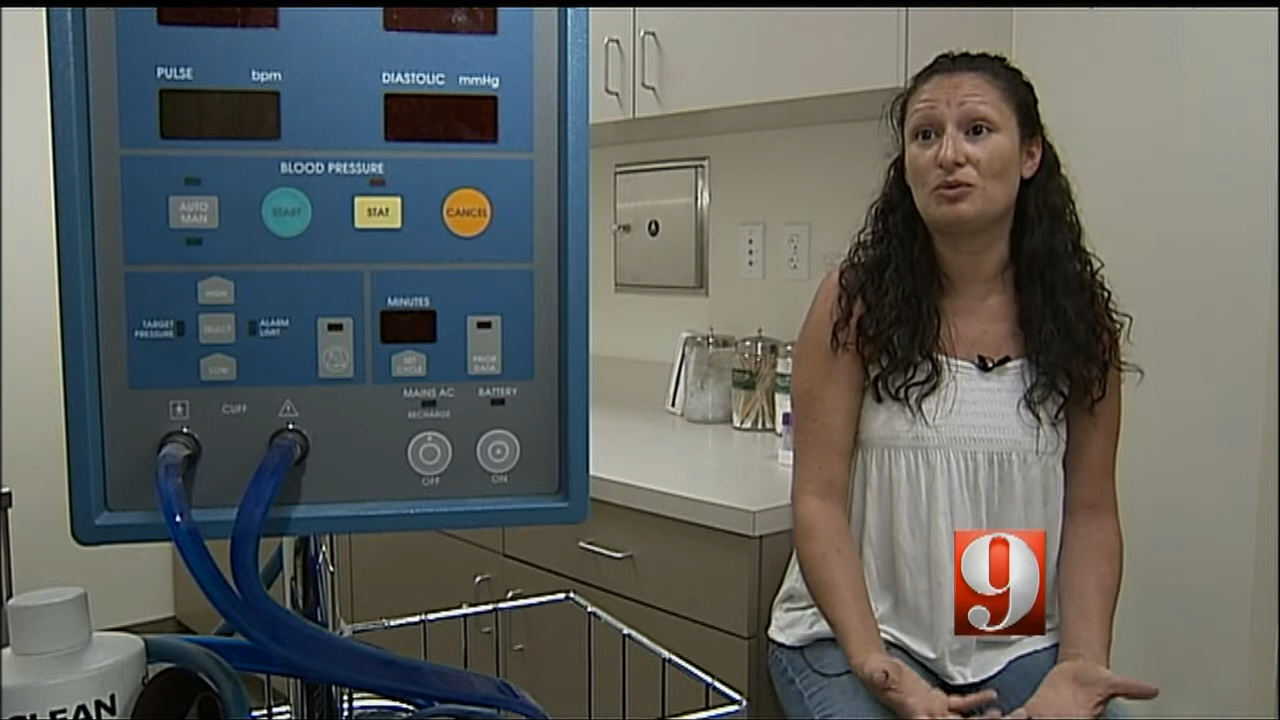 PULSE bpm
DIASTOLIC mmHg
BLOOD PRESSURE
AUTO
MAN
START
STAT
CANCEL
HIGH
TARGET
PRESSURE
SELECT
ALARM
LIMIT
LOW
MINUTES
SET
CYCLE
PRIOR
DATA
CUFF
MAINS AC
RECHARGE
BATTERY
OFF
ON
CLEAN
9